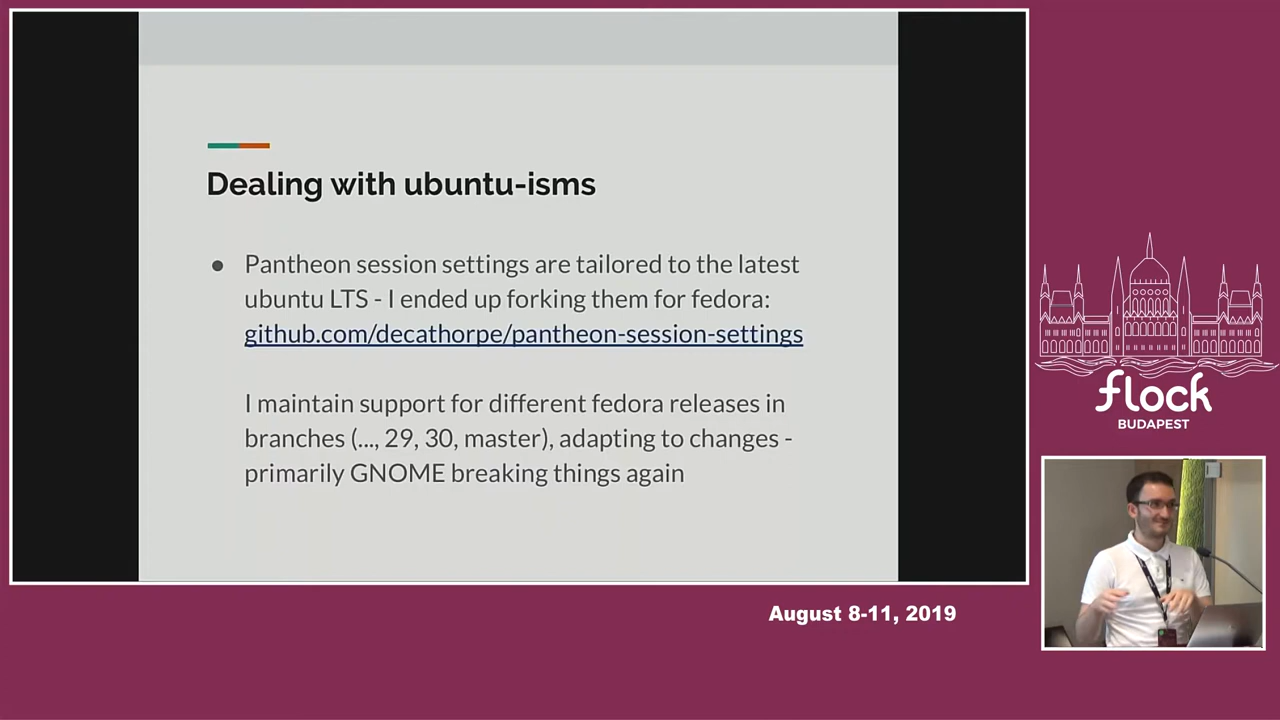 Dealing with ubuntu-isms
● Pantheon session settings are tailored to the latest
ubuntu LTS - I ended up forking them for fedora:
github.com/decathorpe/pantheon-session-settings
I maintain support for different fedora releases in
branches (..., 29, 30, master), adapting to changes -
primarily GNOME breaking things again
flock
BUDAPEST
August 8-11, 2019